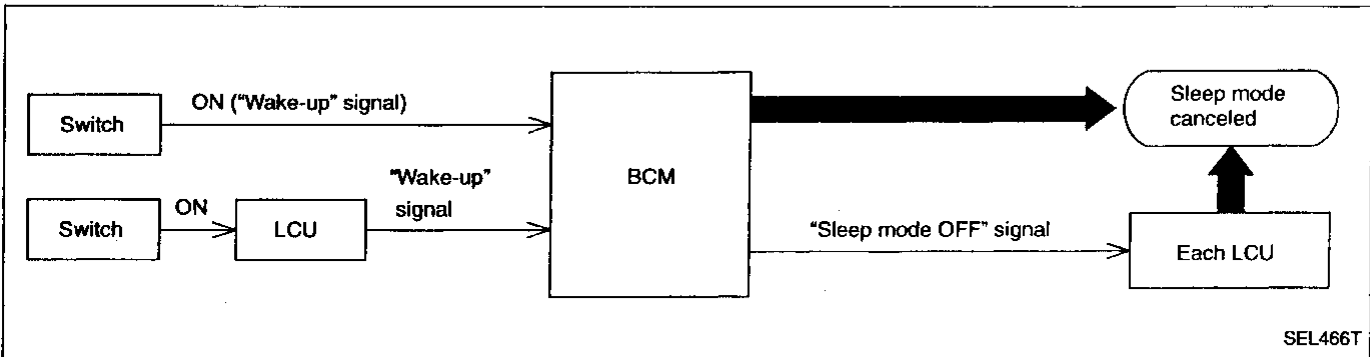 Switch
ON (“Wake-up” signal)
BCM
Sleep mode
canceled
Switch
ON
LCU
“Wake-up”
signal
“Sleep mode OFF” signal
Each LCU
SEL466T